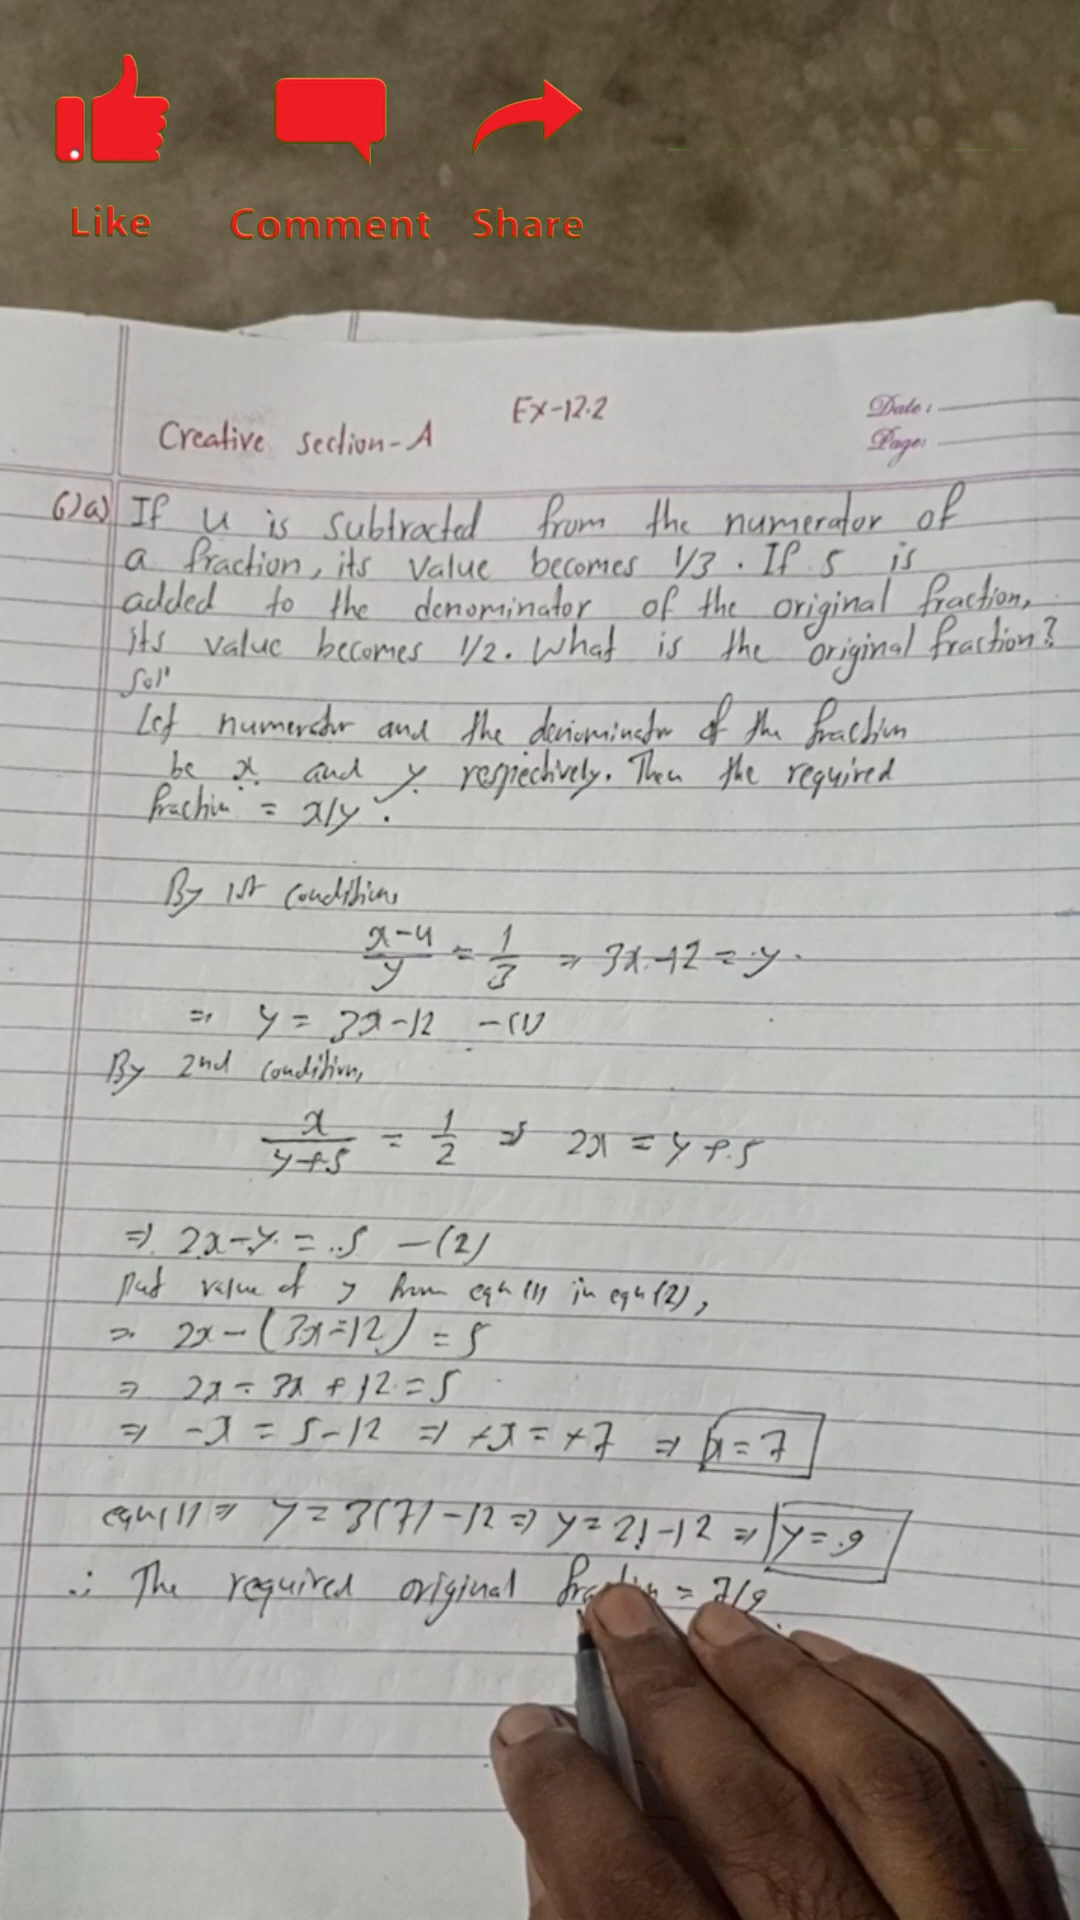 Like Comment Share
Ex-12.2
Date:
Creative section-A
Page:
6)a) If 4 is subtracted from the numerator of
a fraction, its value becomes 1/3. If 5 is
added to the denominator of the original fraction,
its value becomes 1/2. What is the original fraction?
Solⁿ
Let numerator and the denominator of the fraction
be x and y respectively. Then the required
fraction = x/y.
By 1st condition,
x-4/y = 1/3 ⇒ 3x-12 = y
⇒ y = 3x-12 -(1)
By 2nd condition,
x/y+5 = 1/2 ⇒ 2x = y+5
⇒ 2x-y = 5 -(2)
Put value of y from eqn(1) in eqn(2),
⇒ 2x-(3x-12) = 5
⇒ 2x-3x+12 = 5
⇒ -x = 5-12 ⇒ +x = +7 ⇒ x = 7
eqn(1) ⇒ y = 3(7)-12 ⇒ y = 21-12 ⇒ y = 9
∴ The required original fraction = 7/9